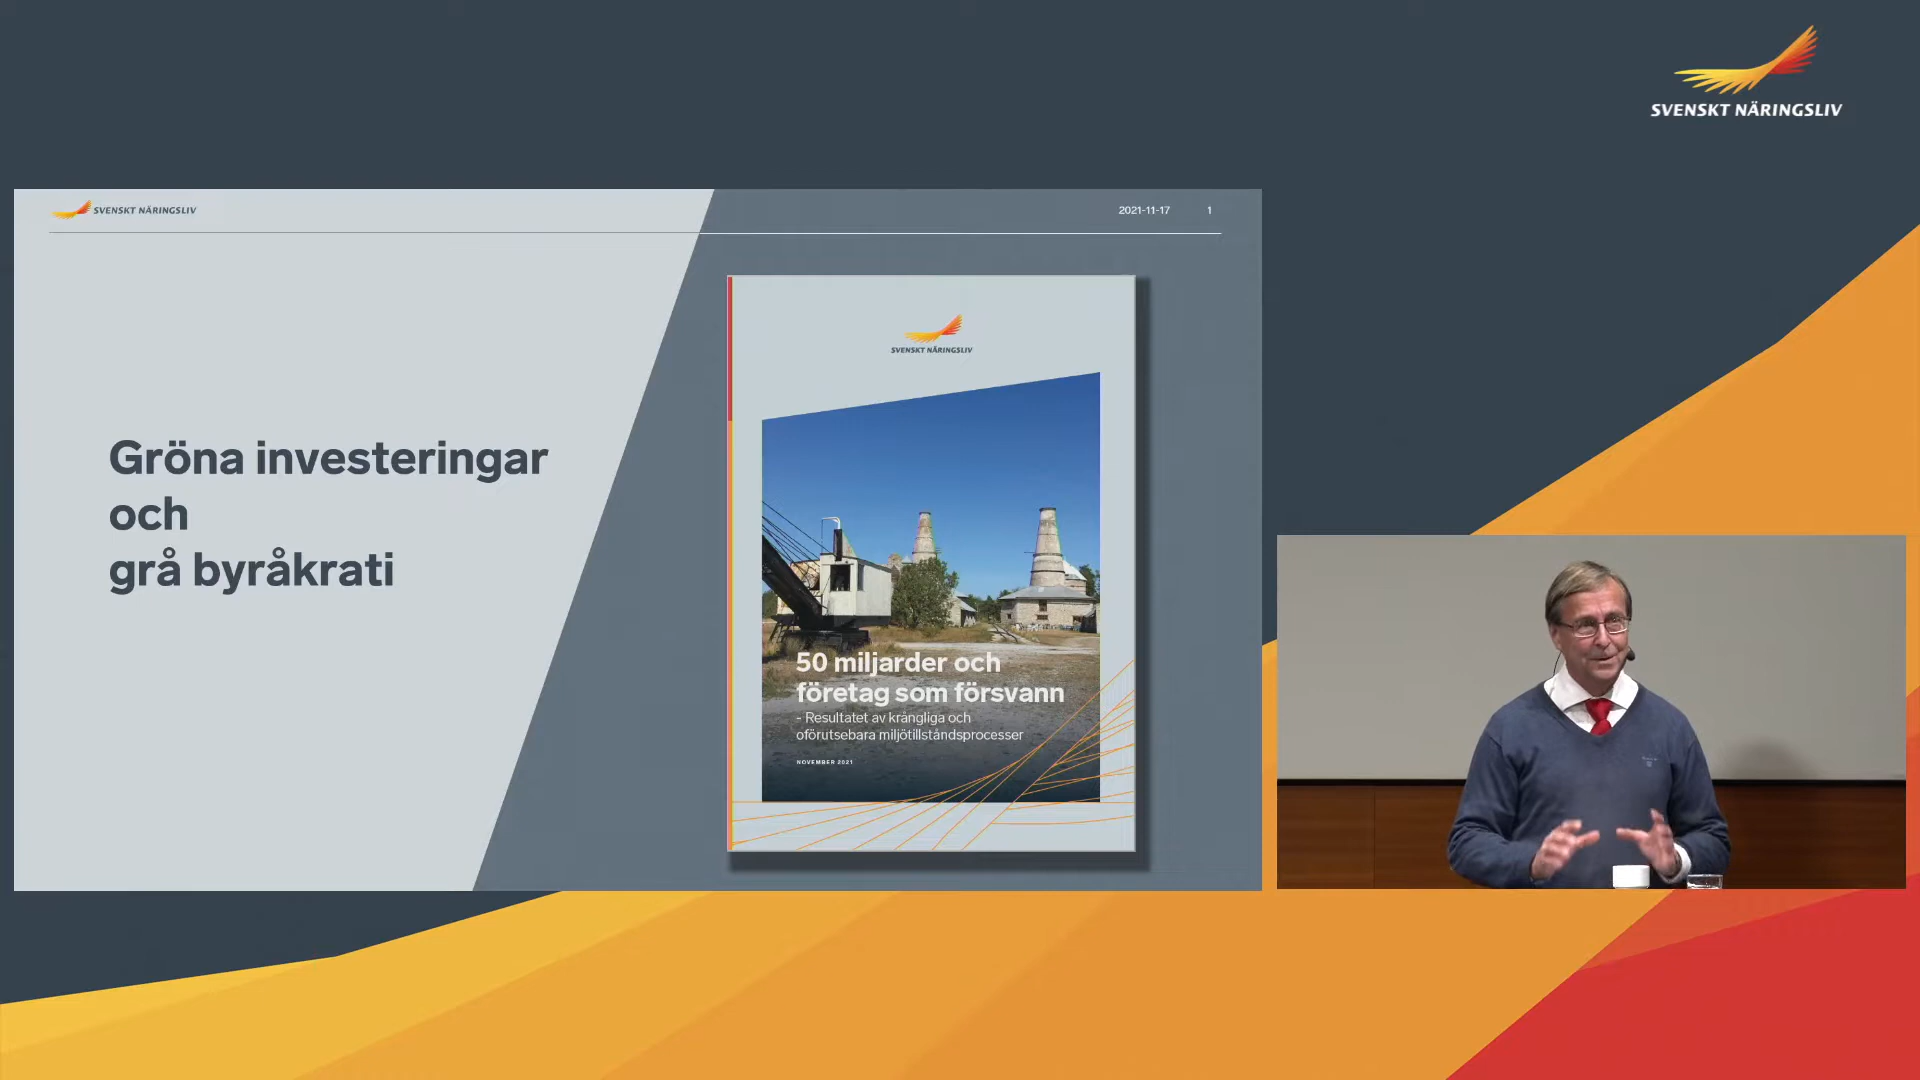 SVENSKT NÄRINGSLIV
SVENSKT NÄRINGSLIV
2021-11-17
1
Gröna investeringar
och
grå byråkrati
SVENSKT NÄRINGSLIV
50 miljarder och
företag som försvann
- Resultatet av krångliga och
oförutsebara miljötillståndsprocesser
NOVEMBER 2021